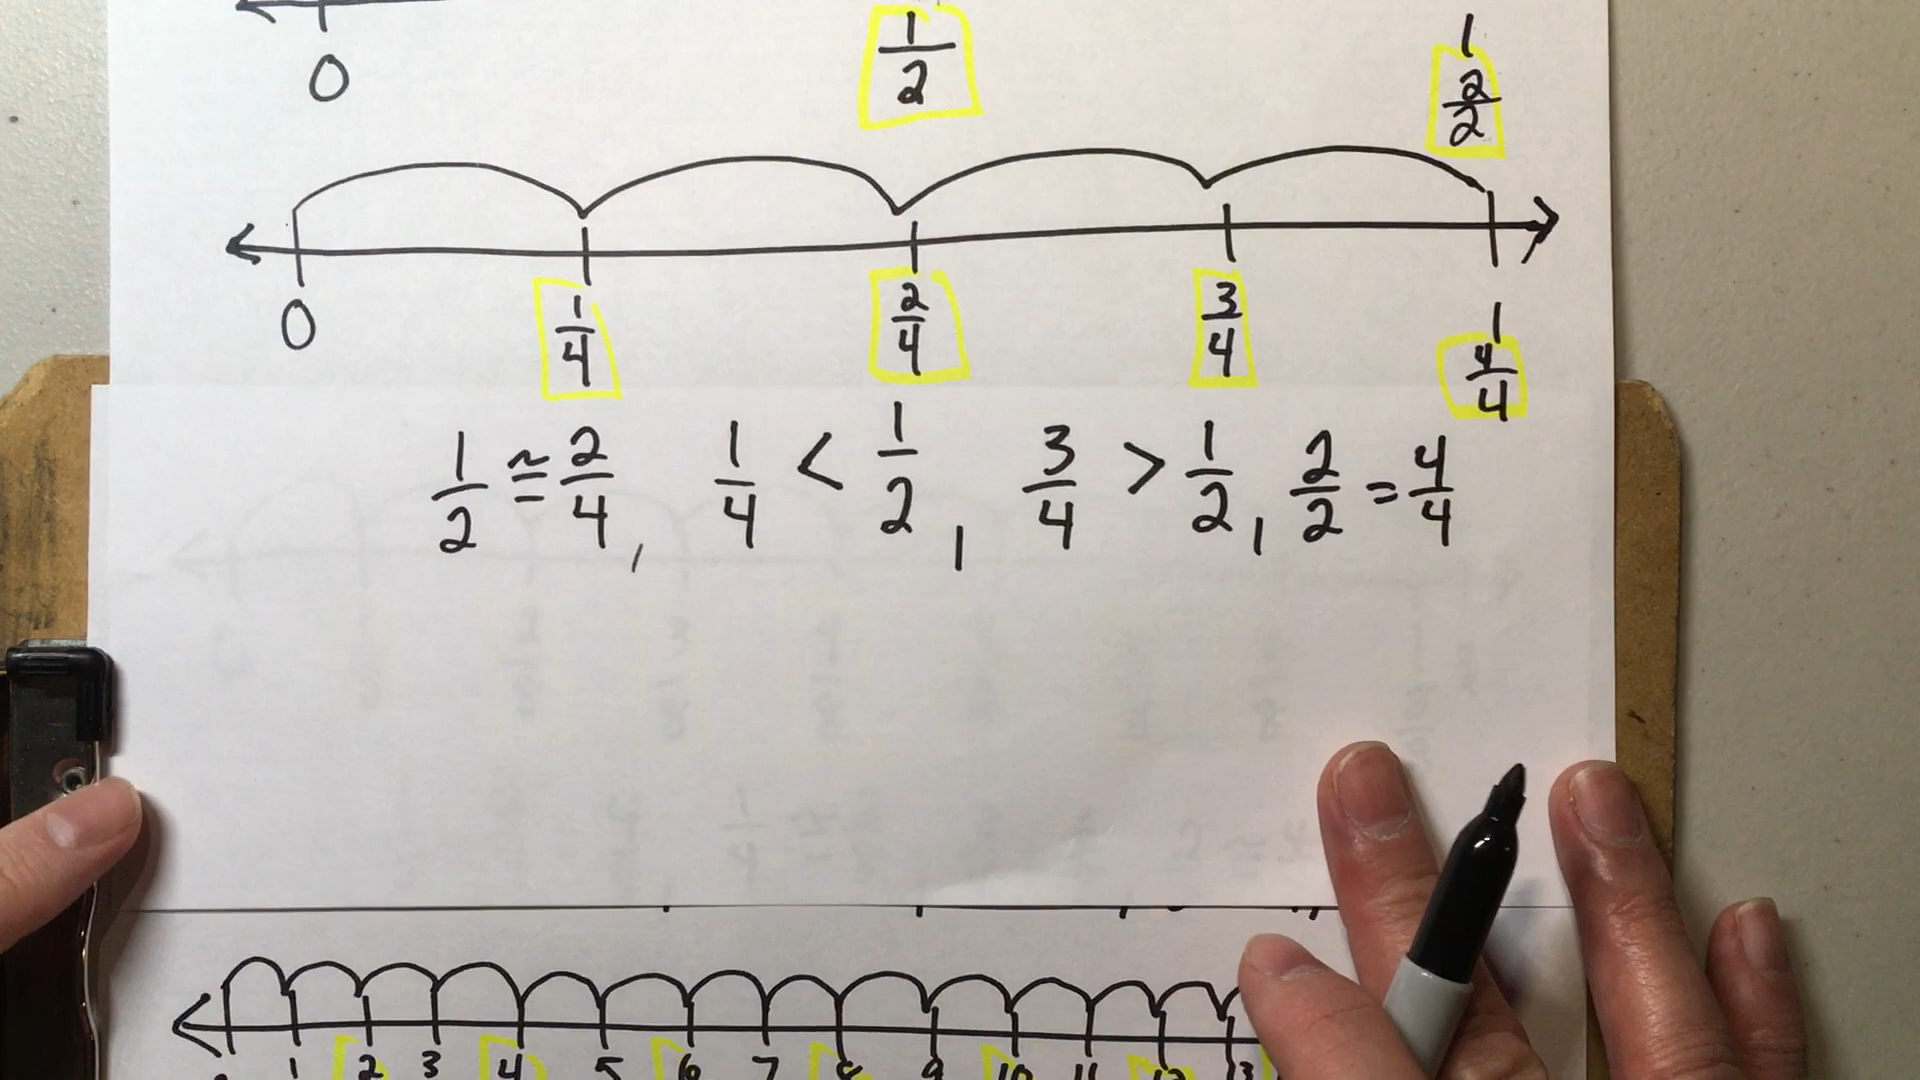 0 1/2 1 2/2
0 1/4 2/4 3/4 1 4/4
1/2 ≅ 2/4, 1/4 < 1/2, 3/4 > 1/2, 2/2 = 4/4
1 2 3 4 5 6 7 8 9 10 11 12 13